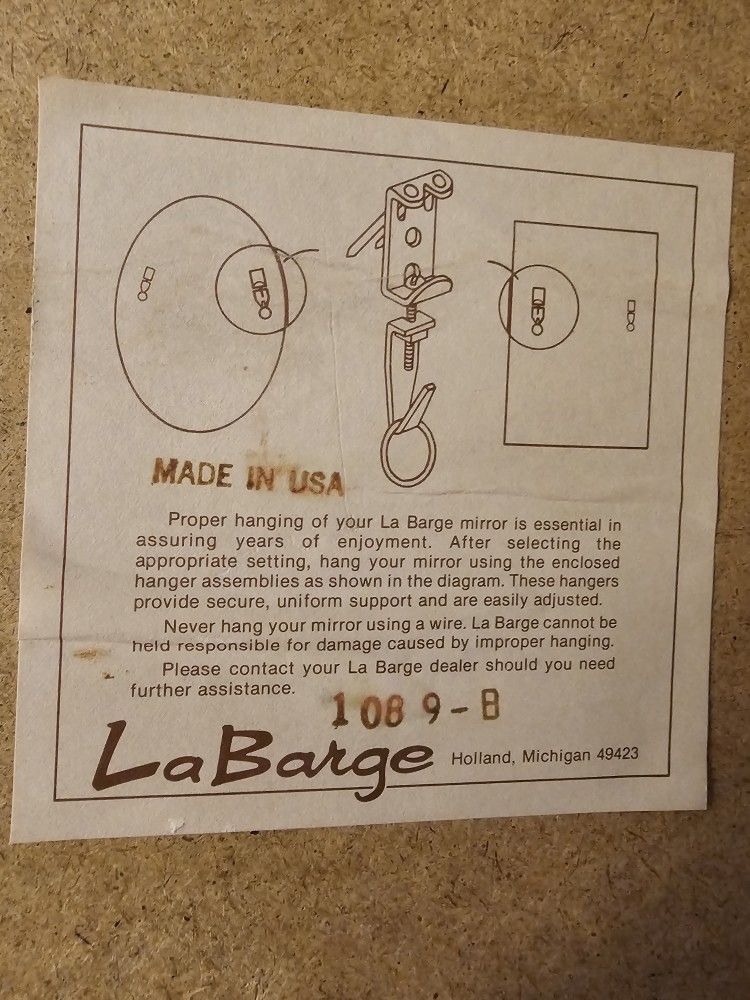 MADE IN USA
Proper hanging of your La Barge mirror is essential in
assuring years of enjoyment. After selecting the
appropriate setting, hang your mirror using the enclosed
hanger assemblies as shown in the diagram. These hangers
provide secure, uniform support and are easily adjusted.
Never hang your mirror using a wire. La Barge cannot be
held responsible for damage caused by improper hanging.
Please contact your La Barge dealer should you need
further assistance.
1089-B
LaBarge Holland, Michigan 49423